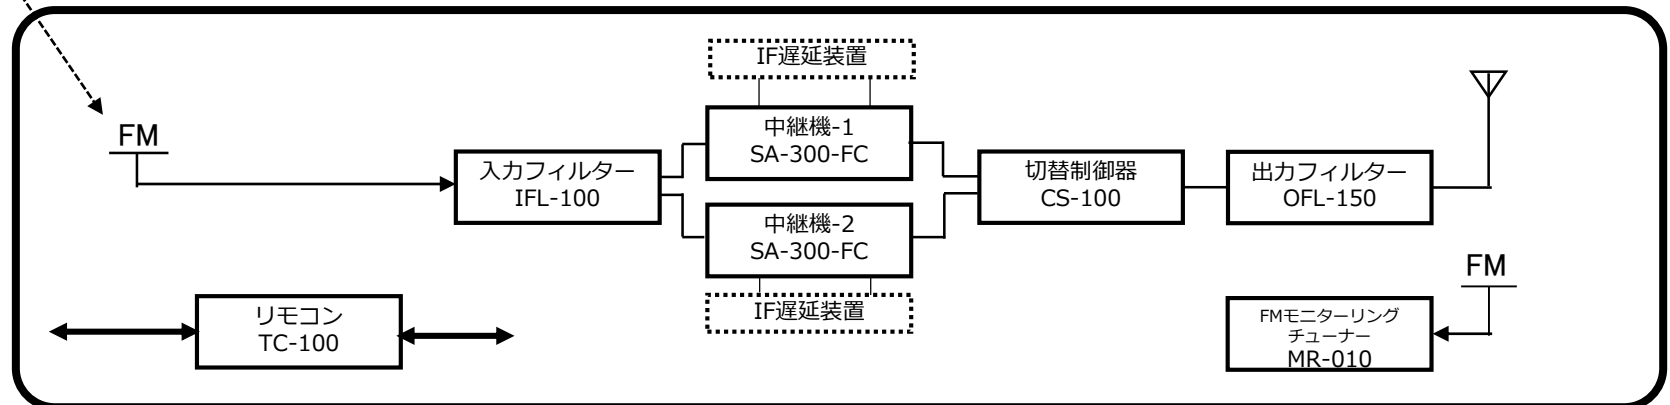 IF遅延装置
FM
中継機-1
SA-300-FC
入力フィルター
IFL-100
切替制御器
CS-100
出力フィルター
OFL-150
中継機-2
SA-300-FC
IF遅延装置
FM
リモコン
TC-100
FMモニターリング
チューナー
MR-010